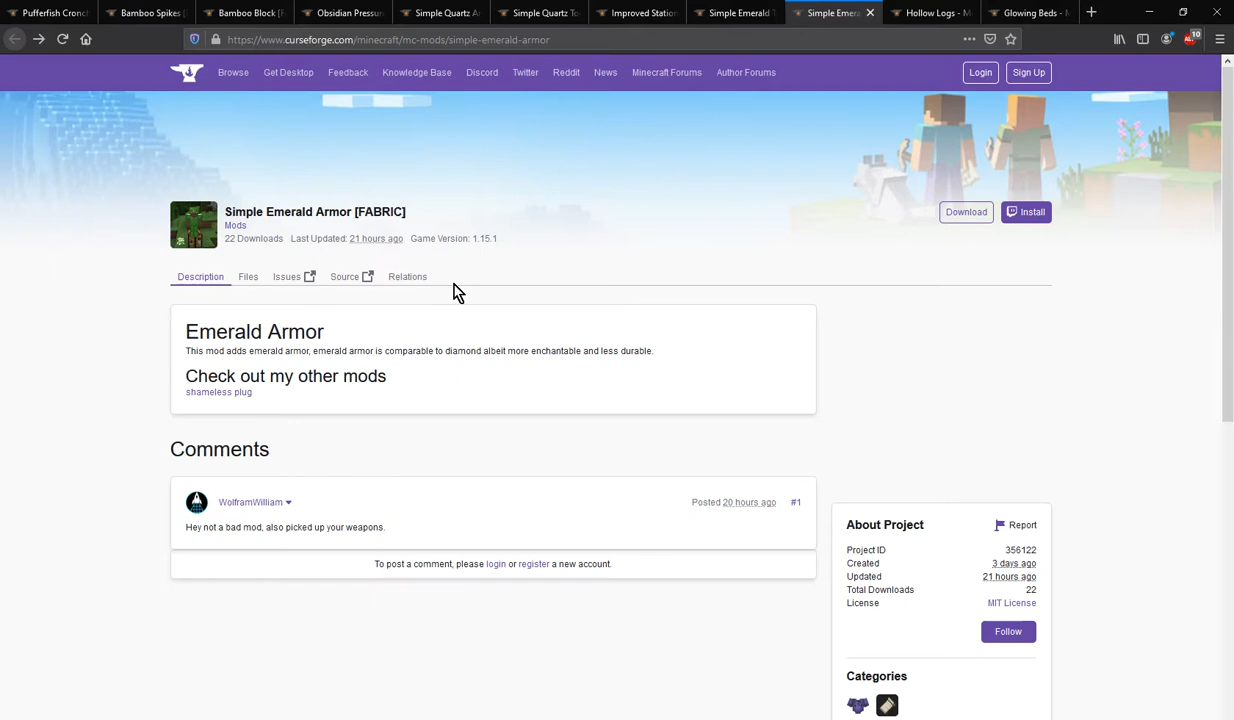 Pufferfish Cronch
Bamboo Spikes [
Bamboo Block [F
Obsidian Pressur
Simple Quartz Ar
Simple Quartz To
Improved Station
Simple Emerald T
Simple Emera
Hollow Logs - M
Glowing Beds - M
https://www.curseforge.com/minecraft/mc-mods/simple-emerald-armor
10
Browse
Get Desktop
Feedback
Knowledge Base
Discord
Twitter
Reddit
News
Minecraft Forums
Author Forums
Login
Sign Up
Simple Emerald Armor [FABRIC]
Mods
22 Downloads Last Updated: 21 hours ago Game Version: 1.15.1
Download
Install
Description
Files
Issues
Source
Relations
Emerald Armor
This mod adds emerald armor, emerald armor is comparable to diamond albeit more enchantable and less durable.
Check out my other mods
shameless plug
Comments
WolframWilliam
Posted 20 hours ago
#1
Hey not a bad mod, also picked up your weapons.
To post a comment, please login or register a new account.
About Project
Report
Project ID 356122
Created 3 days ago
Updated 21 hours ago
Total Downloads 22
License MIT License
Follow
Categories